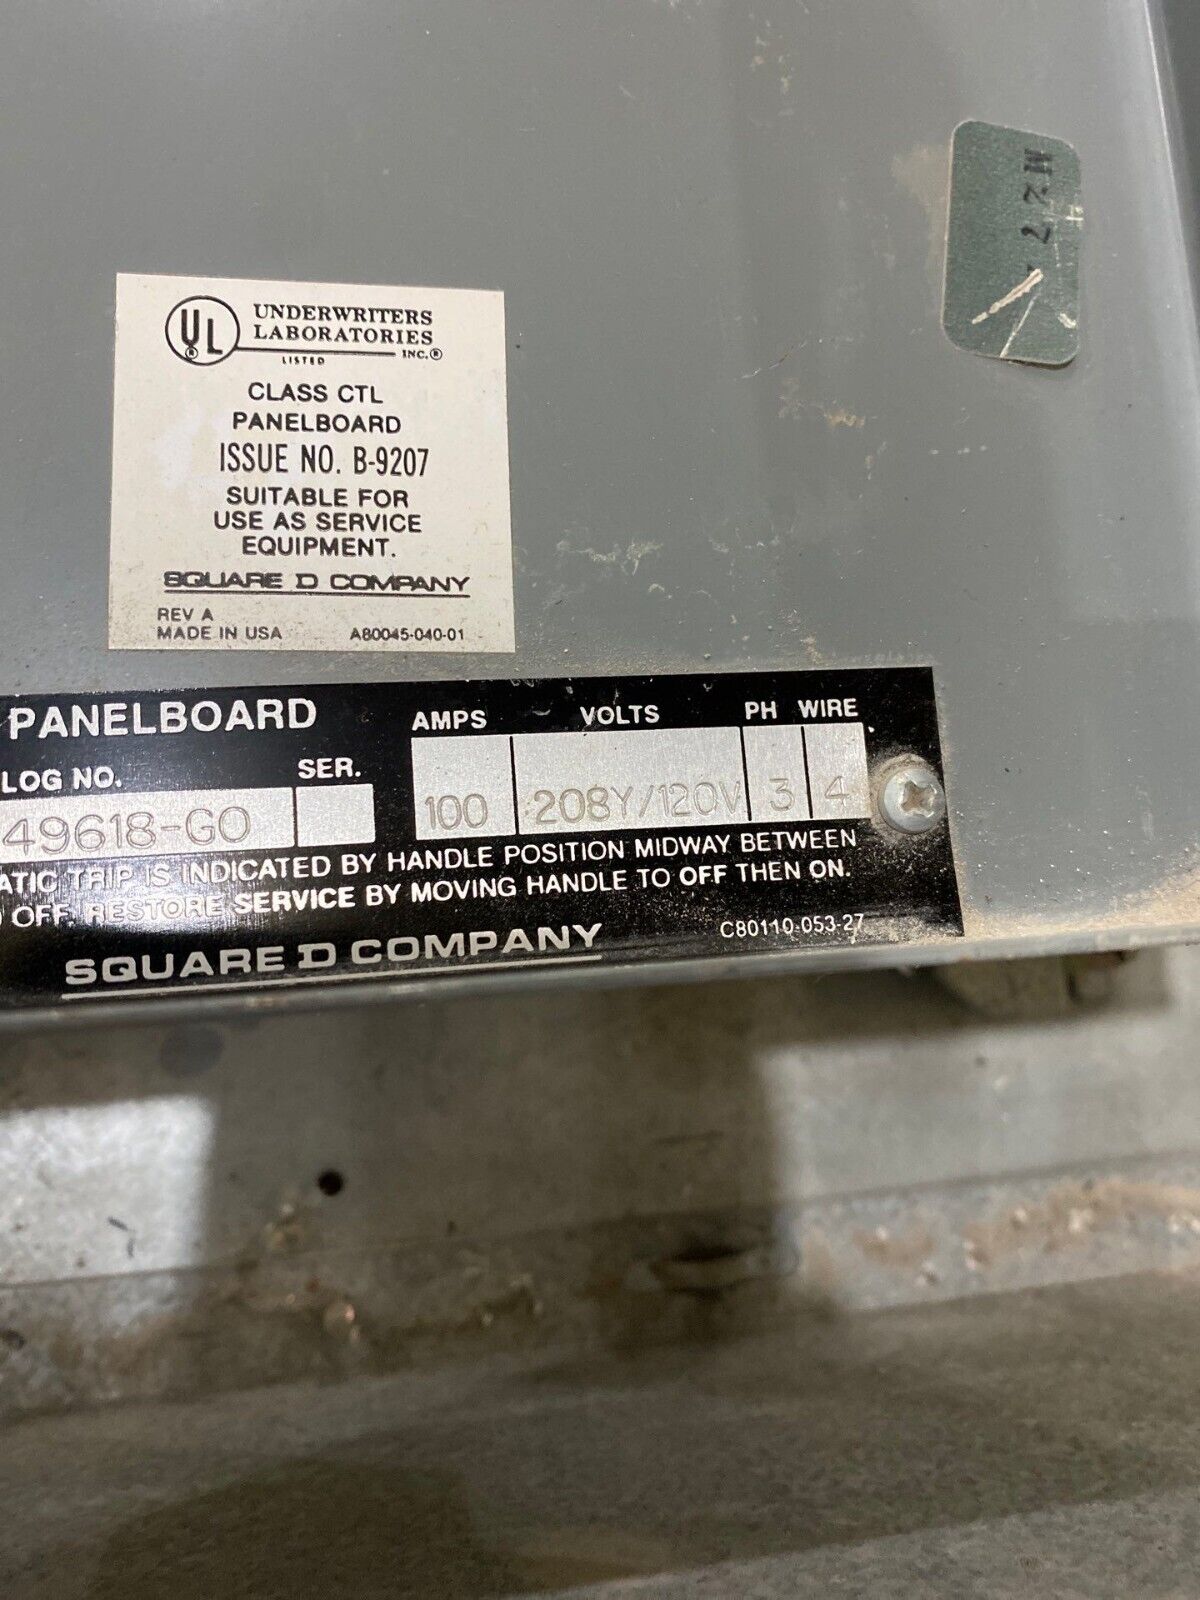 UL
®
UNDERWRITERS
LABORATORIES
INC.®
LISTED
CLASS CTL
PANELBOARD
ISSUE NO. B-9207
SUITABLE FOR
USE AS SERVICE
EQUIPMENT.
SQUARE D COMPANY
REV A
MADE IN USA A80045-040-01
PANELBOARD
AMPS VOLTS PH WIRE
LOG NO. SER.
49618-GO 100 208Y/120V 3 4
ATIC TRIP IS INDICATED BY HANDLE POSITION MIDWAY BETWEEN
OFF. RESTORE SERVICE BY MOVING HANDLE TO OFF THEN ON.
SQUARE D COMPANY C80110-053-27